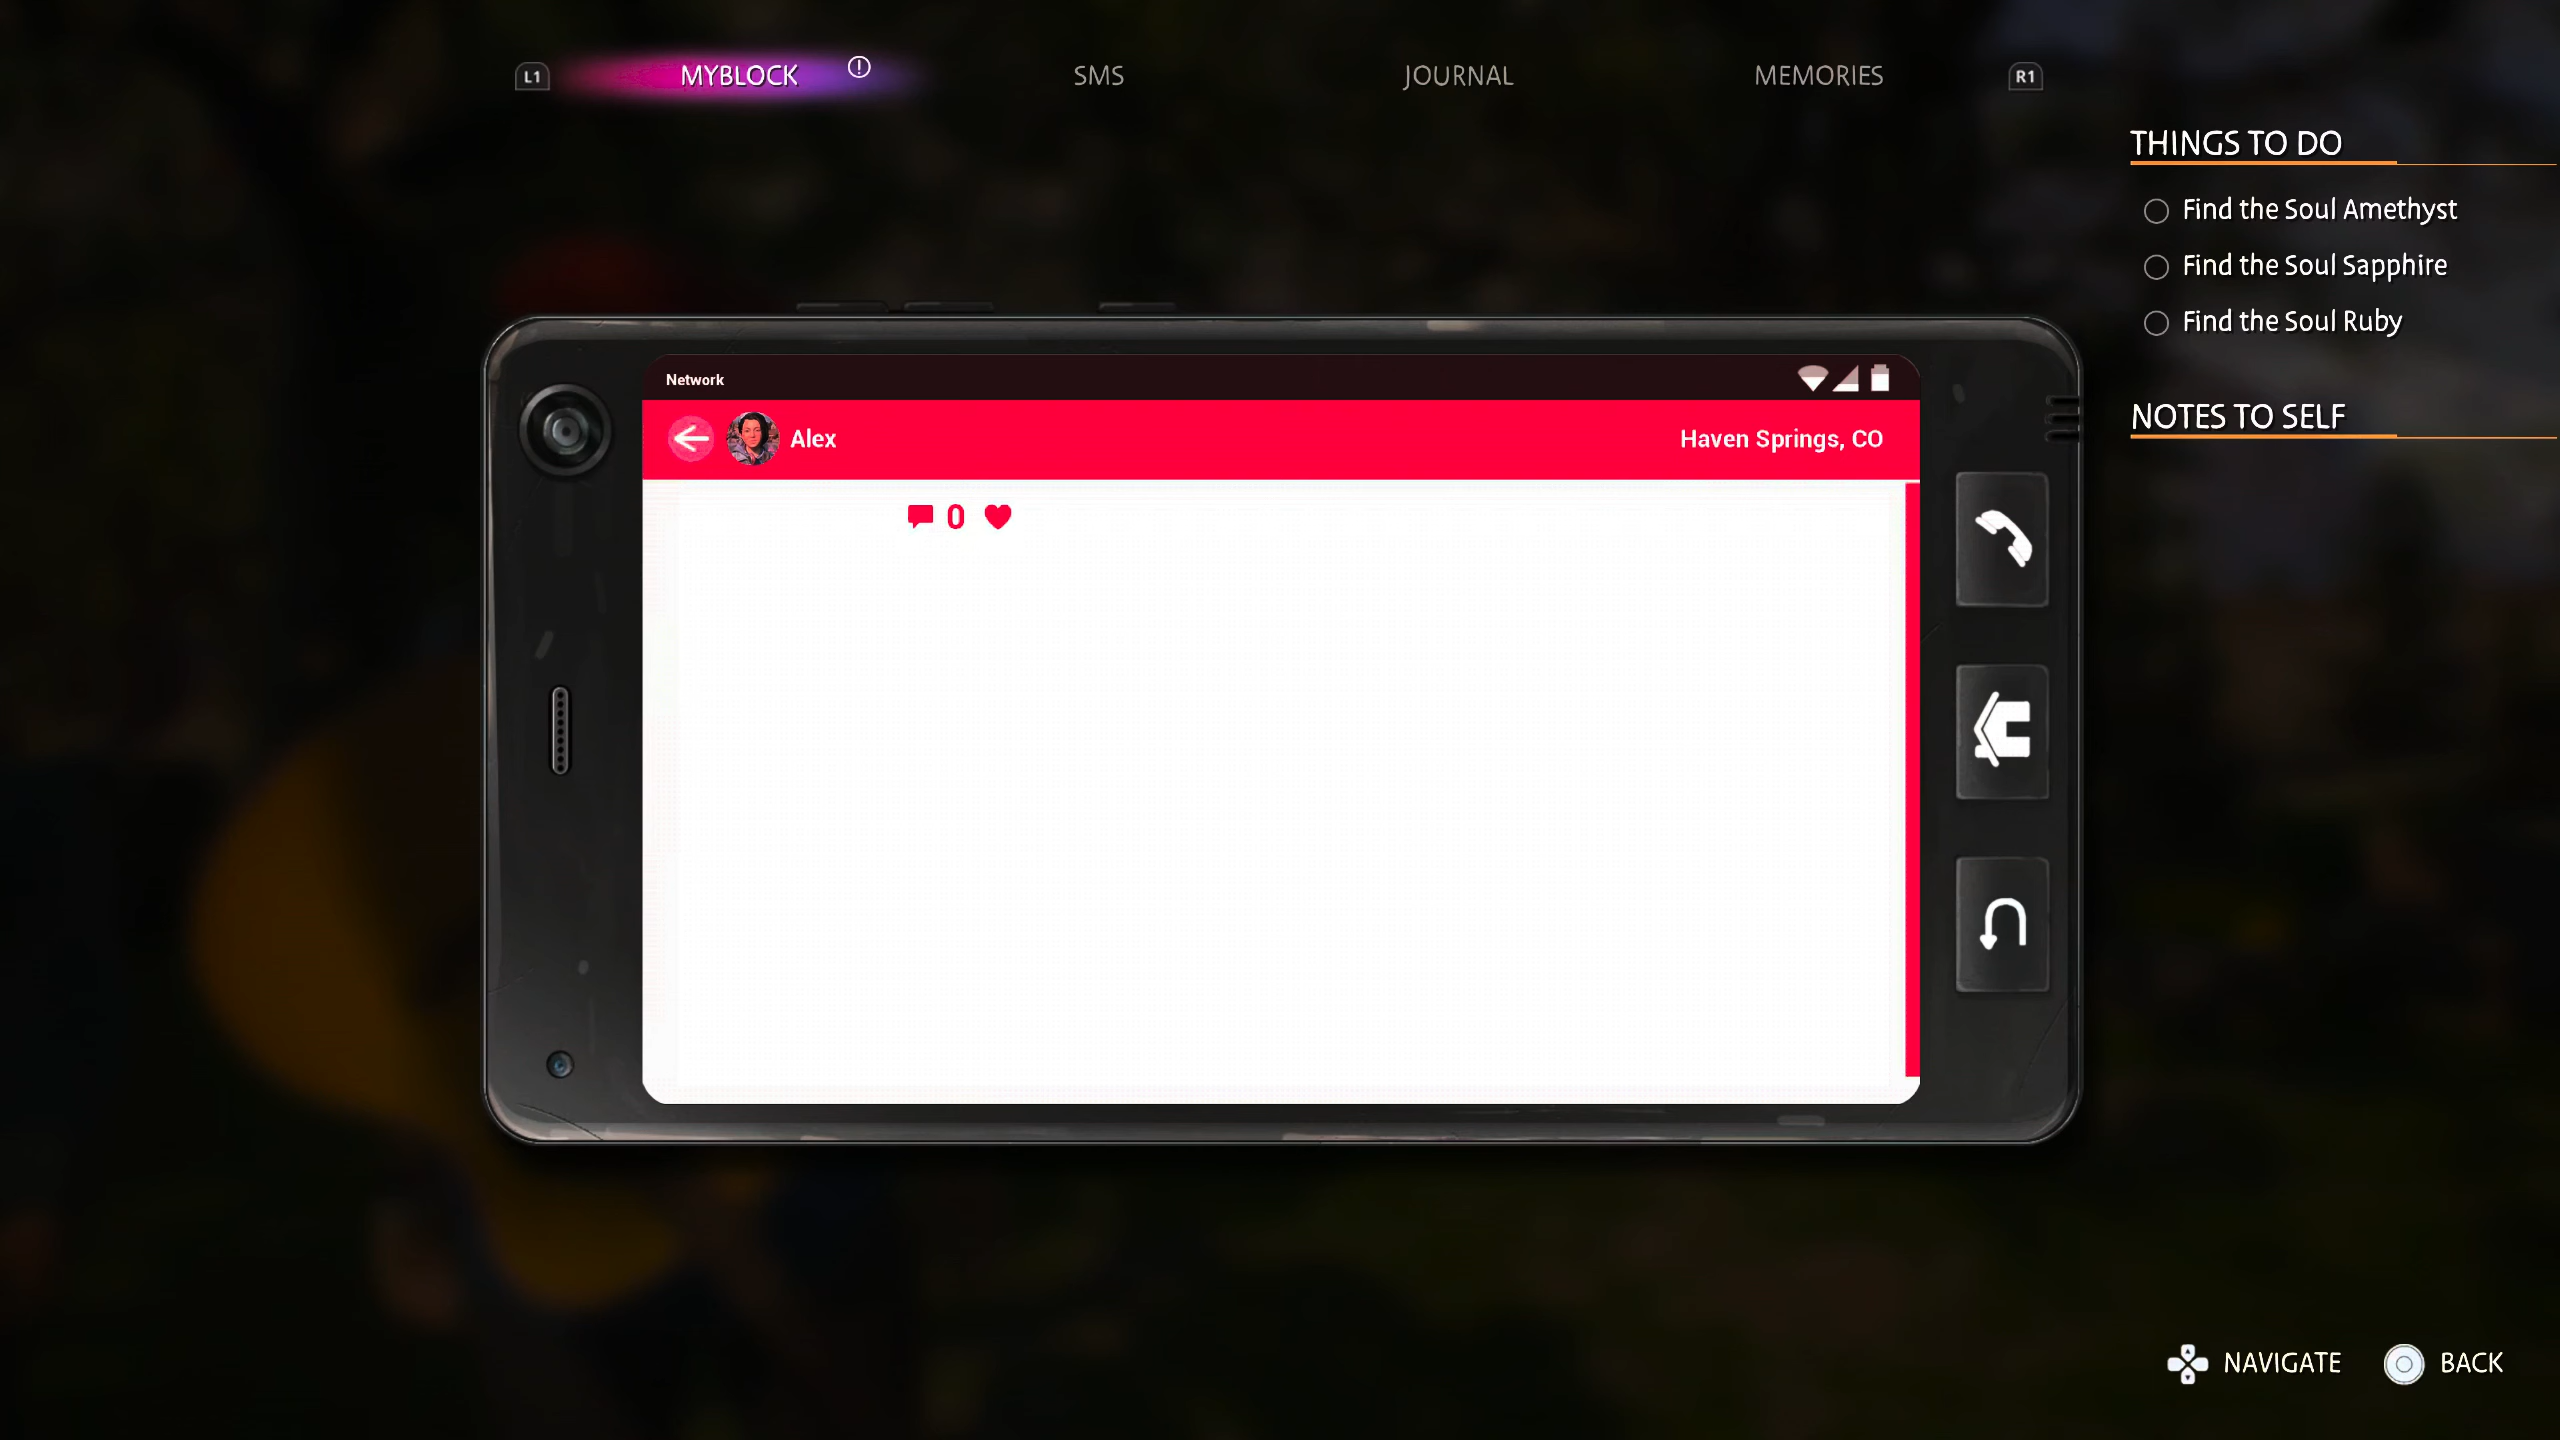 L1
MYBLOCK
SMS
JOURNAL
MEMORIES
R1
THINGS TO DO
Find the Soul Amethyst
Find the Soul Sapphire
Find the Soul Ruby
NOTES TO SELF
Network
Alex
Haven Springs, CO
0
NAVIGATE
BACK